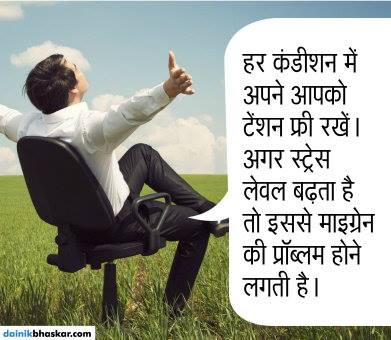 हर कंडीशन में
अपने आपको
टेंशन फ्री रखें।
अगर स्ट्रेस
लेवल बढ़ता है
तो इससे माइग्रेन
की प्रॉब्लम होने
लगती है।
dainikbhaskar.com